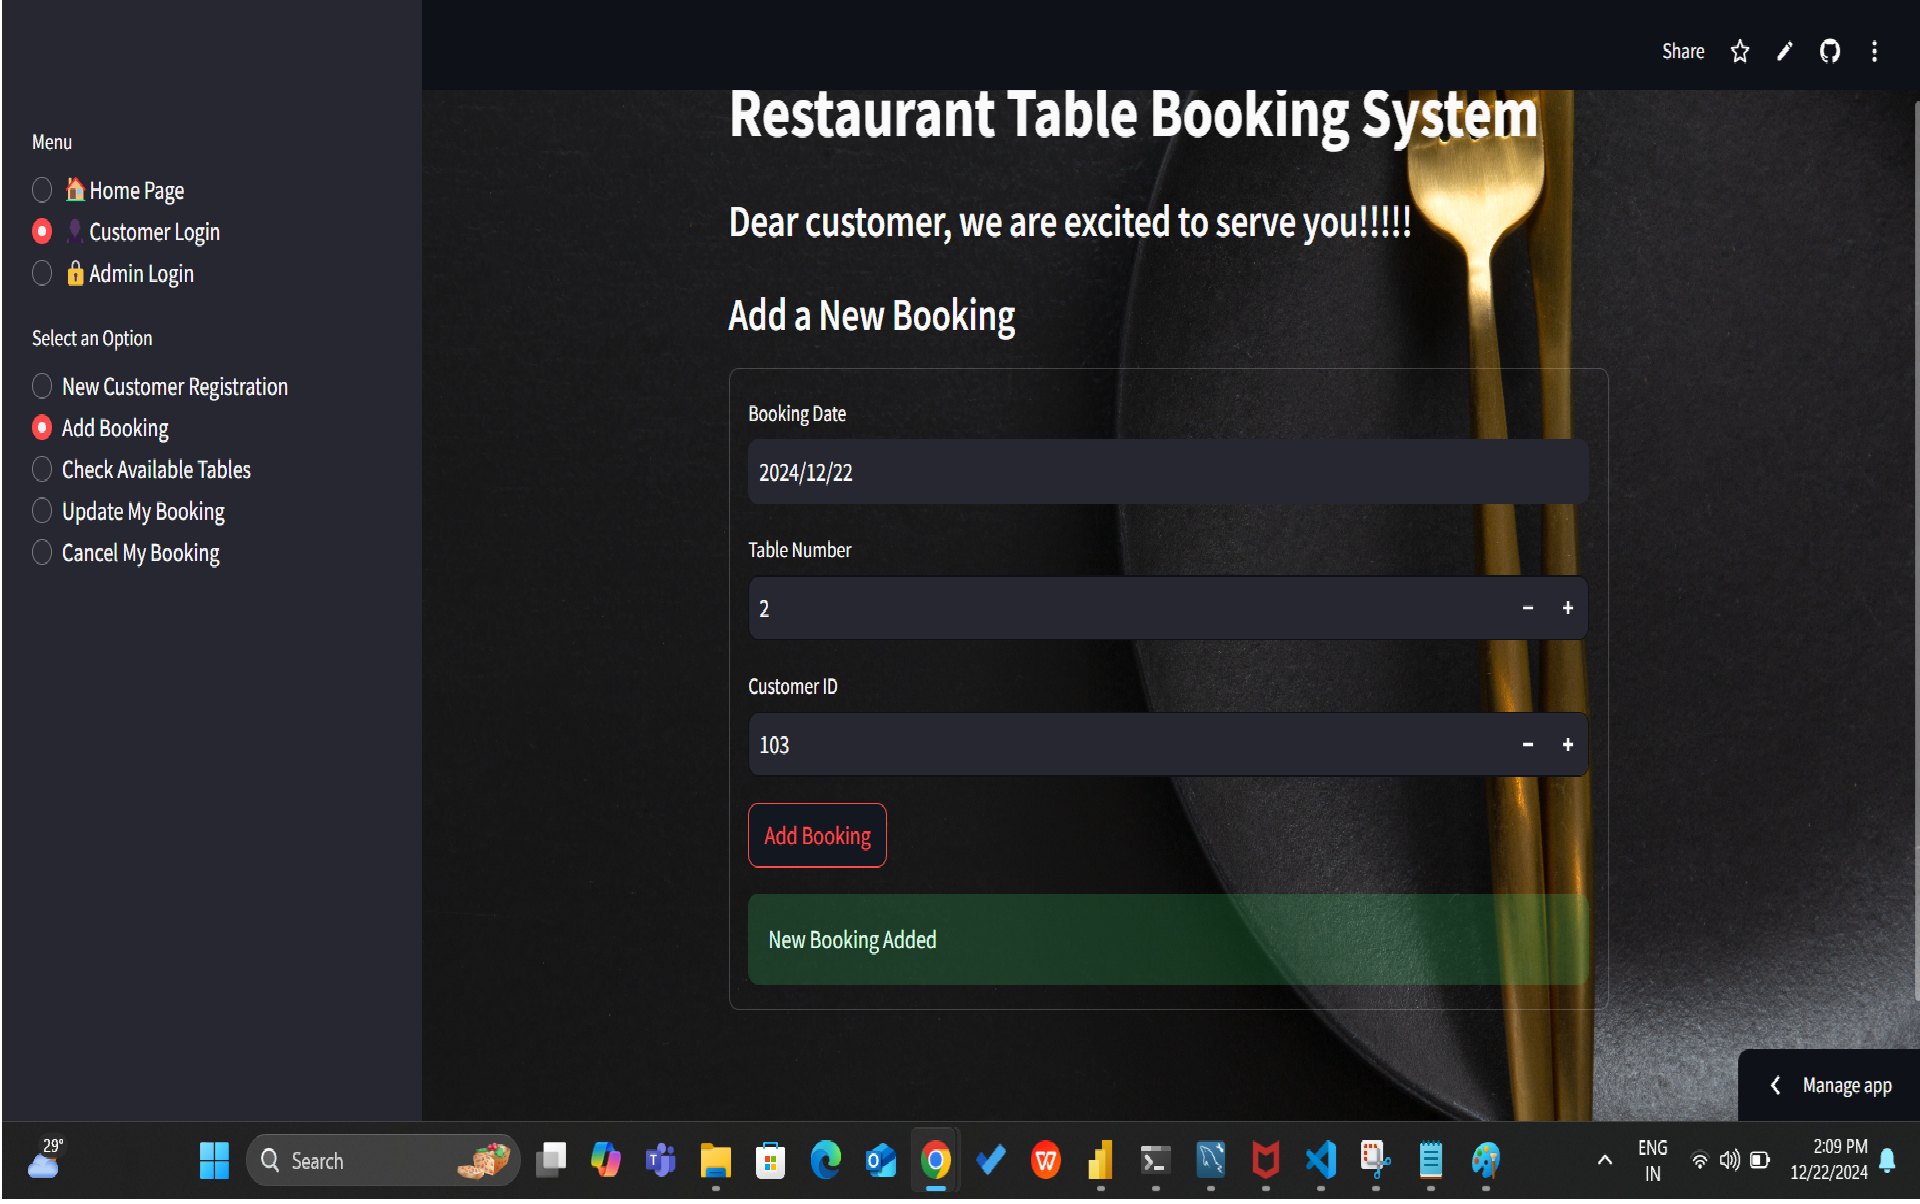 Share
Menu
Home Page
Customer Login
Admin Login
Select an Option
New Customer Registration
Add Booking
Check Available Tables
Update My Booking
Cancel My Booking
Restaurant Table Booking System
Dear customer, we are excited to serve you!!!!!
Add a New Booking
Booking Date
2024/12/22
Table Number
2
Customer ID
103
Add Booking
New Booking Added
Manage app
29°
Search
ENG
IN
2:09 PM
12/22/2024